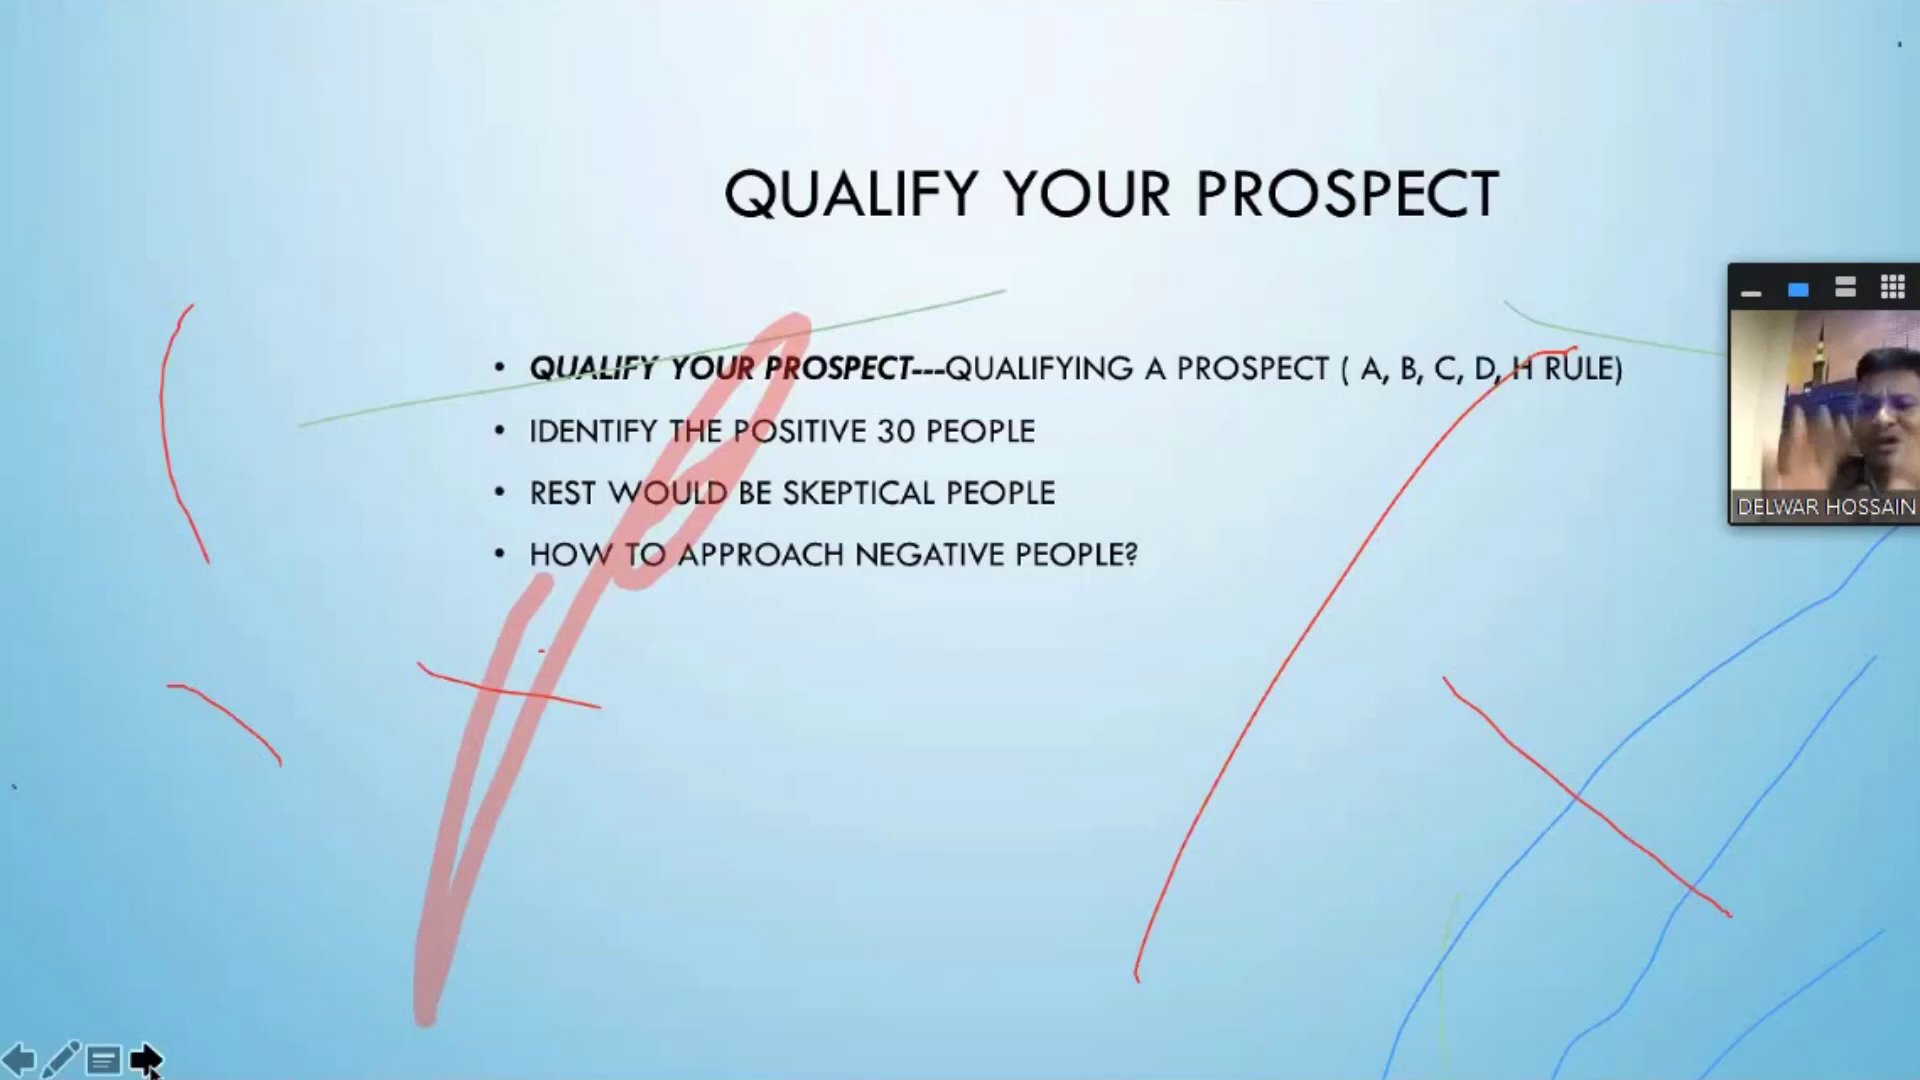 QUALIFY YOUR PROSPECT
• QUALIFY YOUR PROSPECT---QUALIFYING A PROSPECT ( A, B, C, D, H RULE)
• IDENTIFY THE POSITIVE 30 PEOPLE
• REST WOULD BE SKEPTICAL PEOPLE
• HOW TO APPROACH NEGATIVE PEOPLE?
DELWAR HOSSAIN